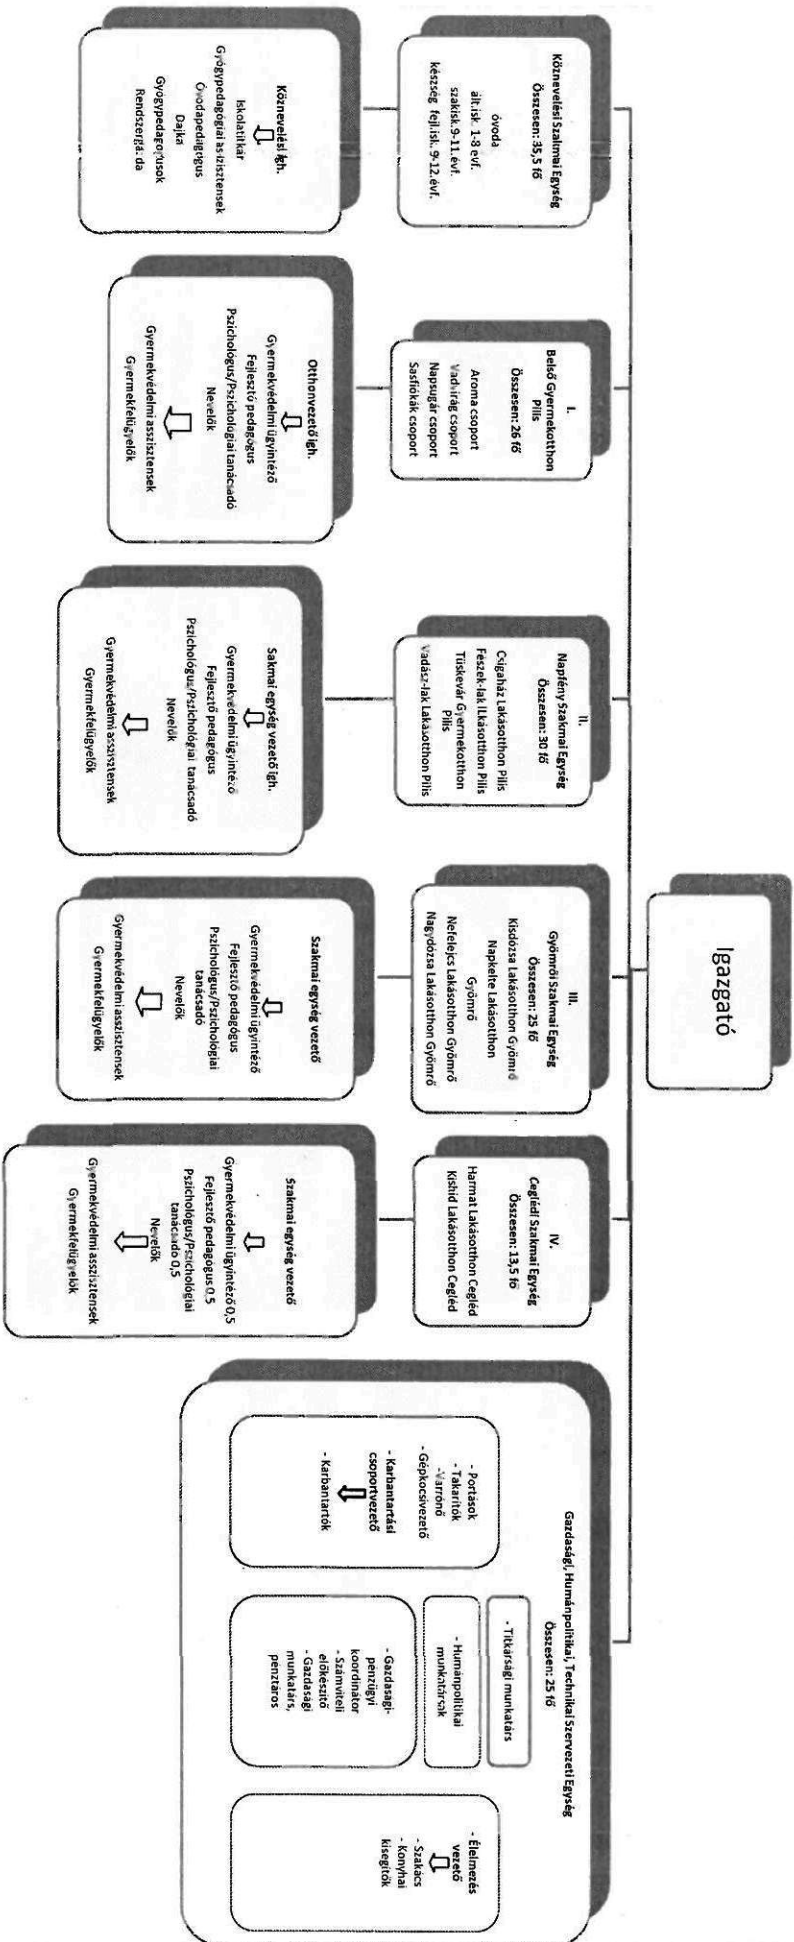 Igazgató
Köznevelési Szakmai Egység
Összesen: 35,5 fő
óvoda
ált.isk. 1-8 évf.
szakisk.9-11.évf.
készség fejl.isk. 9-12.évf.
Köznevelési igh.
Iskolatitkár
Gyógypedagógiai asszisztensek
Óvodapedagógus
Dajka
Gyógypedagógusok
Rendszergazda
I.
Belső Gyermekotthon
Pilis
Összesen: 26 fő
Aroma csoport
Vadvirág csoport
Napsugár csoport
Sasfiókák csoport
Otthonvezető igh.
Gyermekvédelmi ügyintéző
Fejlesztő pedagógus
Pszichológus/Pszichológiai tanácsadó
Nevelők
Gyermekvédelmi asszisztensek
Gyermekfelügyelők
II.
Napfény Szakmai Egység
Összesen: 30 fő
Csigaház Lakásotthon Pilis
Fészek-lak lLkásotthon Pilis
Tüskevár Gyermekotthon
Pilis
Vadász-lak Lakásotthon Pilis
Sakmai egység vezető igh.
Gyermekvédelmi ügyintéző
Fejlesztő pedagógus
Pszichológus/Pszichológiai tanácsadó
Nevelők
Gyermekvédelmi asszisztensek
Gyermekfelügyelők
III.
Gyömrői Szakmai Egység
Összesen: 25 fő
Kisdózsa Lakásotthon Gyömrő
Napkelte Lakásotthon
Gyömrő
Nefelejcs Lakásotthon Gyömrő
Nagydózsa Lakásotthon Gyömrő
Szakmai egység vezető
Gyermekvédelmi ügyintéző
Fejlesztő pedagógus
Pszichológus/Pszichológiai
tanácsadó
Nevelők
Gyermekvédelmi asszisztensek
Gyermekfelügyelők
IV.
Ceglédi Szakmai Egység
Összesen: 13,5 fő
Harmat Lakásotthon Cegléd
Kishíd Lakásotthon Cegléd
Szakmai egység vezető
Gyermekvédelmi ügyintéző 0,5
Fejlesztő pedagógus 0,5
Pszichológus/Pszichológiai
tanácsadó 0,5
Nevelők
Gyermekvédelmi asszisztensek
Gyermekfelügyelők
Gazdasági, Humánpolitikai, Technikai Szervezeti Egység
Összesen: 25 fő
- Portások
- Takarítók
-Varrónő
- Gépkocsivezető
- Karbantartási
csoportvezető
- Karbantartók
- Titkársági munkatárs
- Humánpolitikai
munkatársak
- Gazdasági-
pénzügyi
koordinátor
- Számviteli
előkészítő
- Gazdasági
munkatárs,
pénztáros
- Élelmezés
vezető
- Szakács
- Konyhai
kisegítők